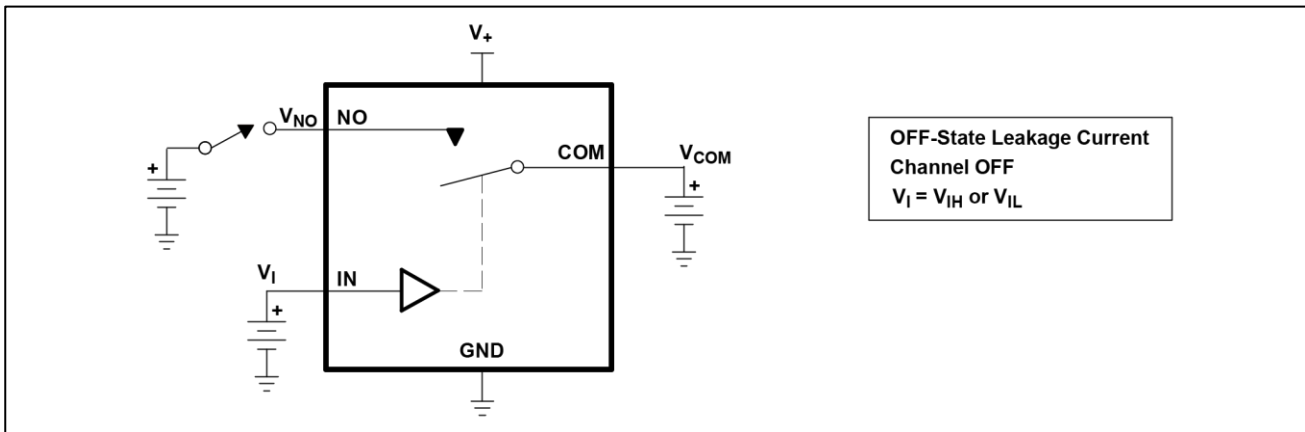 V+
VNO NO
COM VCOM
VI IN
GND
+
+
+
OFF-State Leakage Current
Channel OFF
VI = VIH or VIL